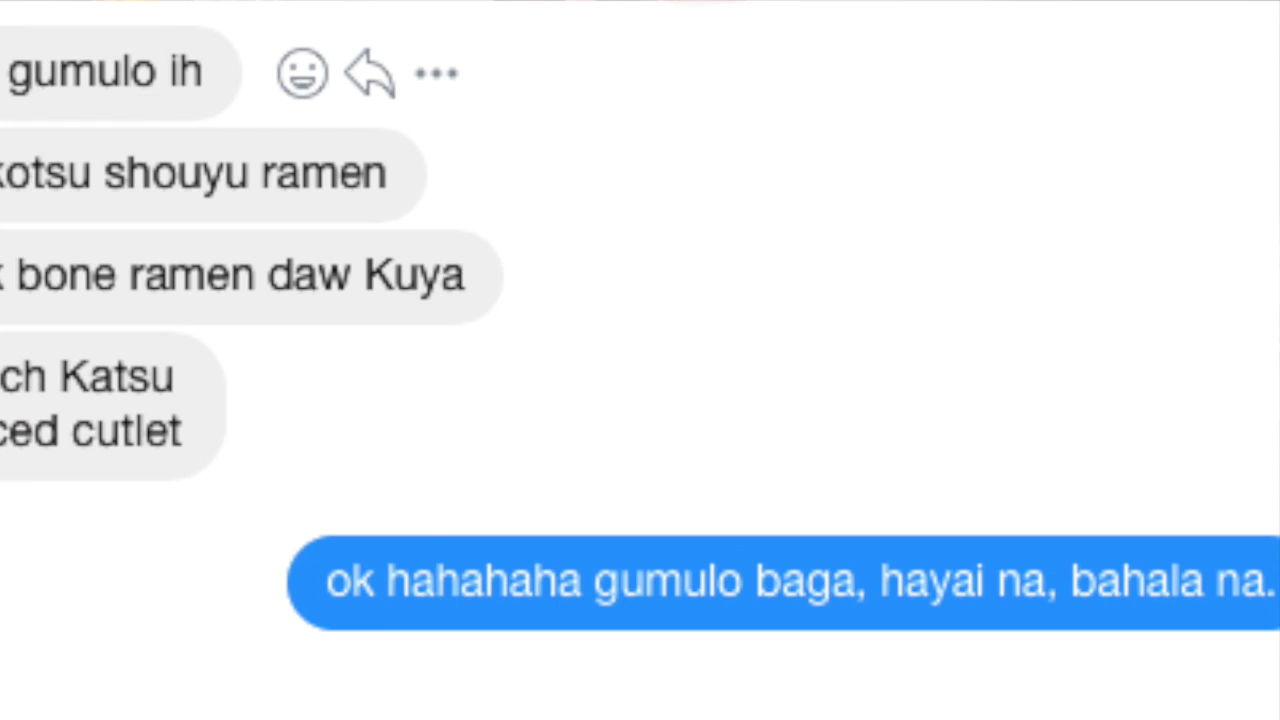 gumulo ih
kotsu shouyu ramen
bone ramen daw Kuya
ch Katsu
ced cutlet
ok hahahaha gumulo baga, hayai na, bahala na.